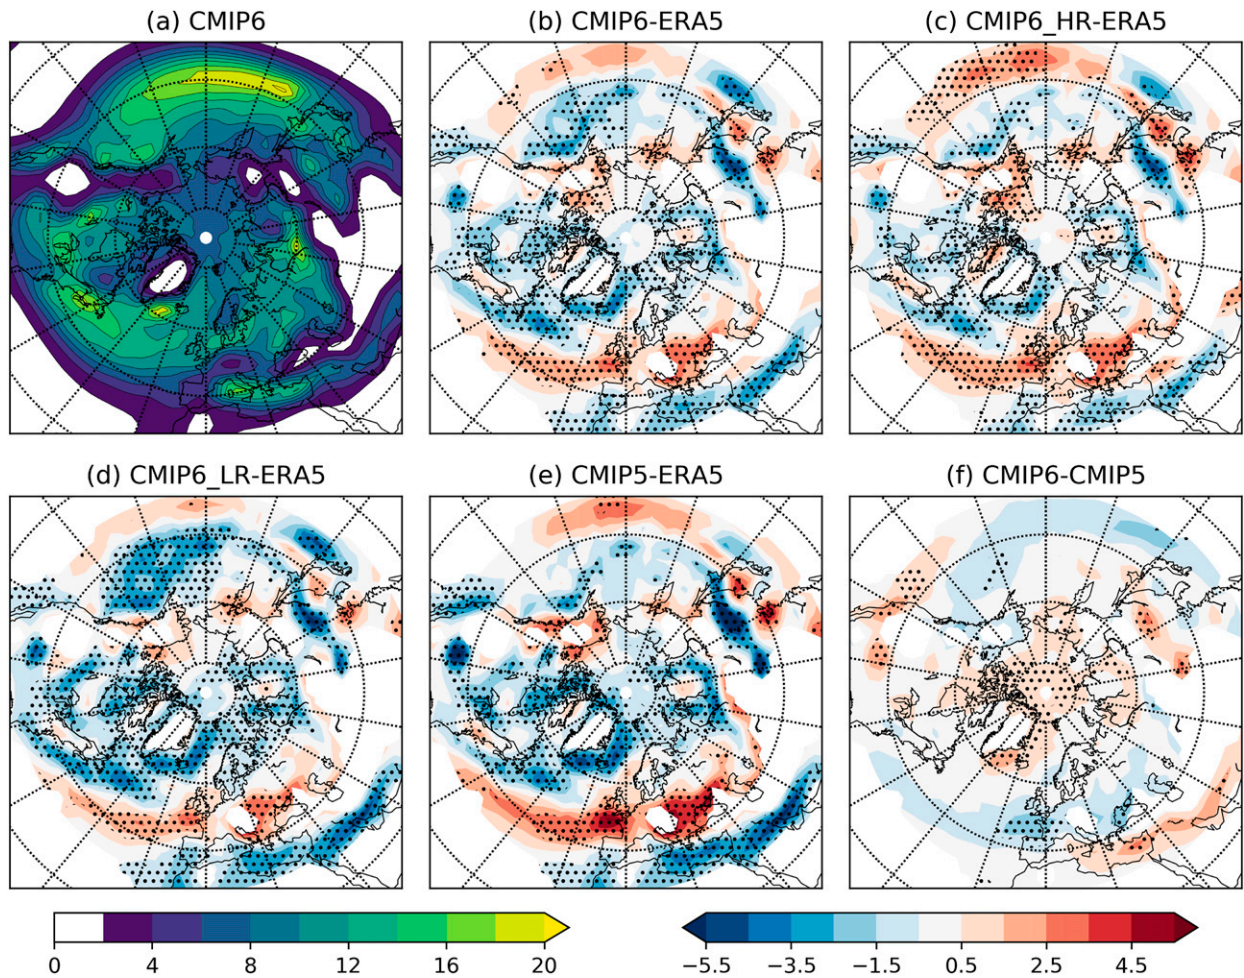 (a) CMIP6
(b) CMIP6-ERA5
(c) CMIP6_HR-ERA5
(d) CMIP6_LR-ERA5
(e) CMIP5-ERA5
(f) CMIP6-CMIP5
0 4 8 12 16 20
−5.5 −3.5 −1.5 0.5 2.5 4.5